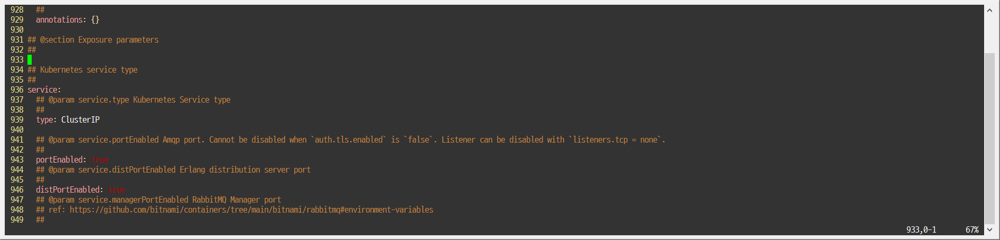 928   ##
929   annotations: {}
930
931 ## @section Exposure parameters
932 ##
933
934 ## Kubernetes service type
935 ##
936 service:
937   ## @param service.type Kubernetes Service type
938   ##
939   type: ClusterIP
940
941   ## @param service.portEnabled Amqp port. Cannot be disabled when `auth.tls.enabled` is `false`. Listener can be disabled with `listeners.tcp = none`.
942   ##
943   portEnabled: true
944   ## @param service.distPortEnabled Erlang distribution server port
945   ##
946   distPortEnabled: true
947   ## @param service.managerPortEnabled RabbitMQ Manager port
948   ## ref: https://github.com/bitnami/containers/tree/main/bitnami/rabbitmq#environment-variables
949   ##
933,0-1 67%